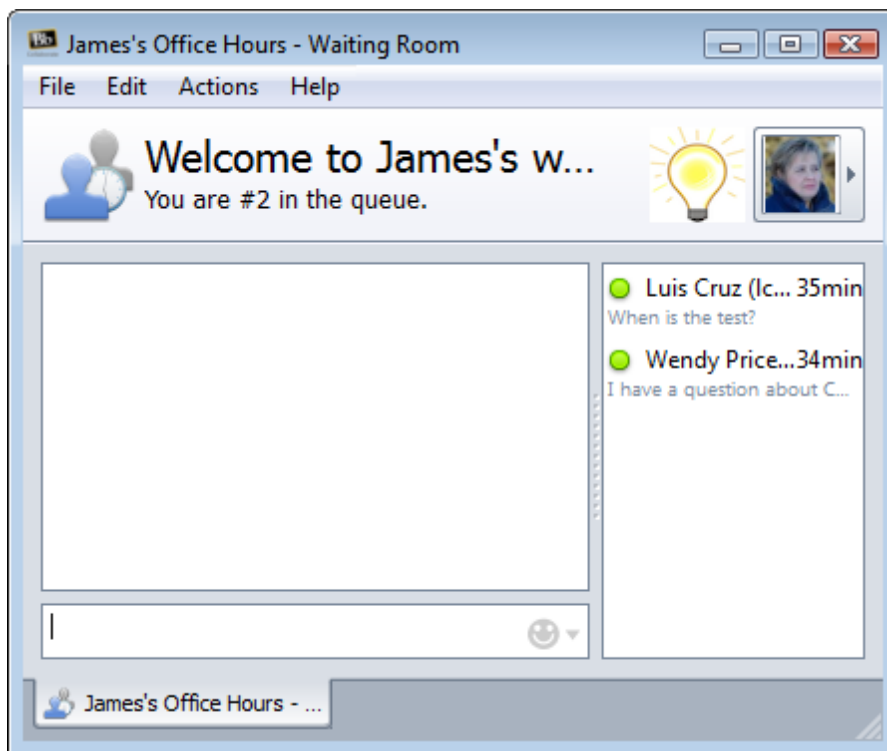 Bb James's Office Hours - Waiting Room
File Edit Actions Help
Welcome to James's w...
You are #2 in the queue.
Luis Cruz (Ic... 35min
When is the test?
Wendy Price...34min
I have a question about C...
James's Office Hours - ...